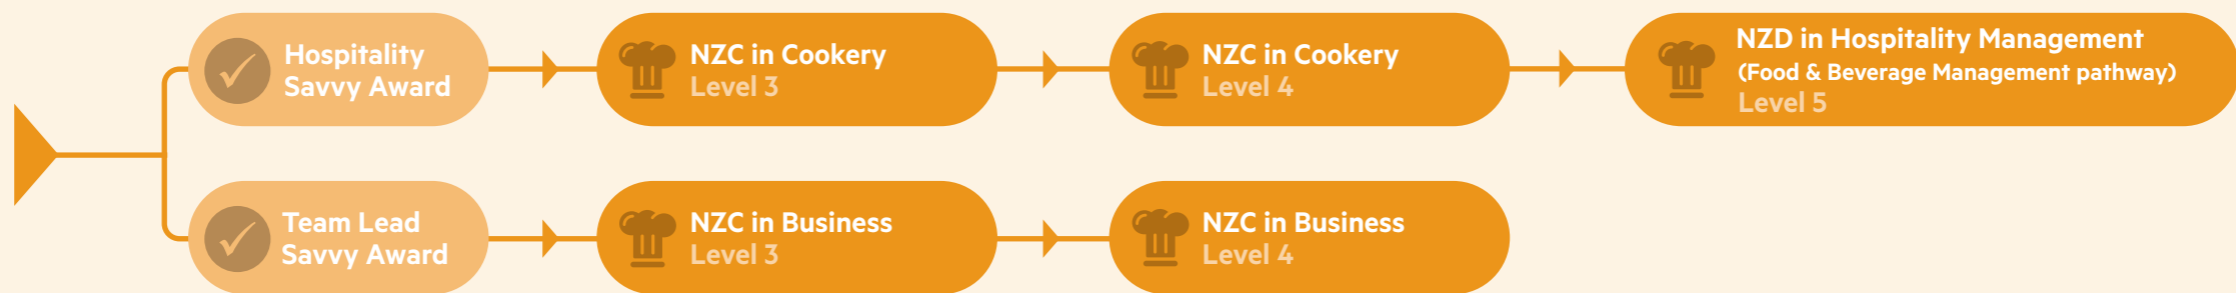 Hospitality
Savvy Award
NZC in Cookery
Level 3
NZC in Cookery
Level 4
NZD in Hospitality Management
(Food & Beverage Management pathway)
Level 5
Team Lead
Savvy Award
NZC in Business
Level 3
NZC in Business
Level 4